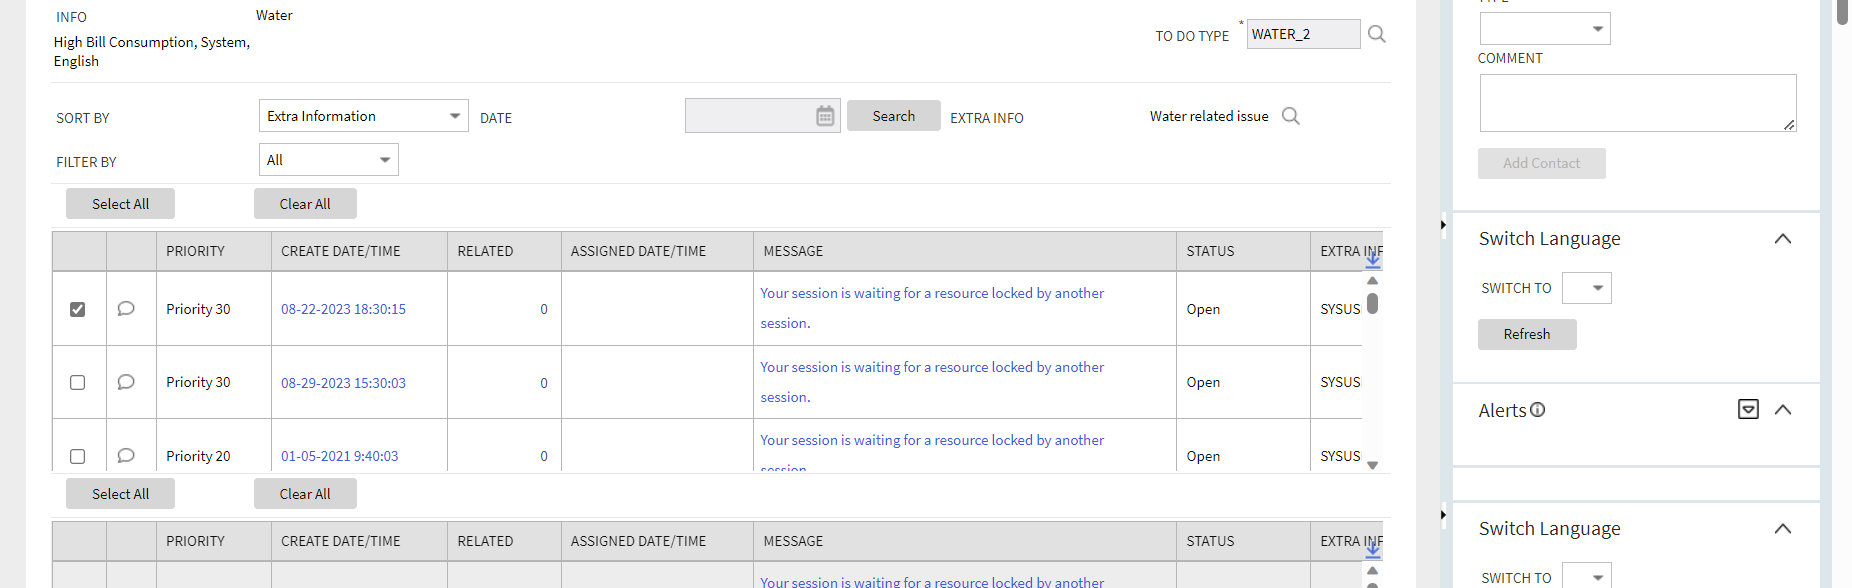 INFO
Water
High Bill Consumption, System,
English
TO DO TYPE * WATER_2
SORT BY Extra Information DATE Search EXTRA INFO Water related issue
FILTER BY All
Select All Clear All
PRIORITY CREATE DATE/TIME RELATED ASSIGNED DATE/TIME MESSAGE STATUS EXTRA INF
Priority 30 08-22-2023 18:30:15 0 Your session is waiting for a resource locked by another
session. Open SYSUS
Priority 30 08-29-2023 15:30:03 0 Your session is waiting for a resource locked by another
session. Open SYSUS
Priority 20 01-05-2021 9:40:03 0 Your session is waiting for a resource locked by another
session Open SYSUS
Select All Clear All
PRIORITY CREATE DATE/TIME RELATED ASSIGNED DATE/TIME MESSAGE STATUS EXTRA INF
Your session is waiting for a resource locked by another
COMMENT
Add Contact
Switch Language
SWITCH TO
Refresh
Alerts
Switch Language
SWITCH TO